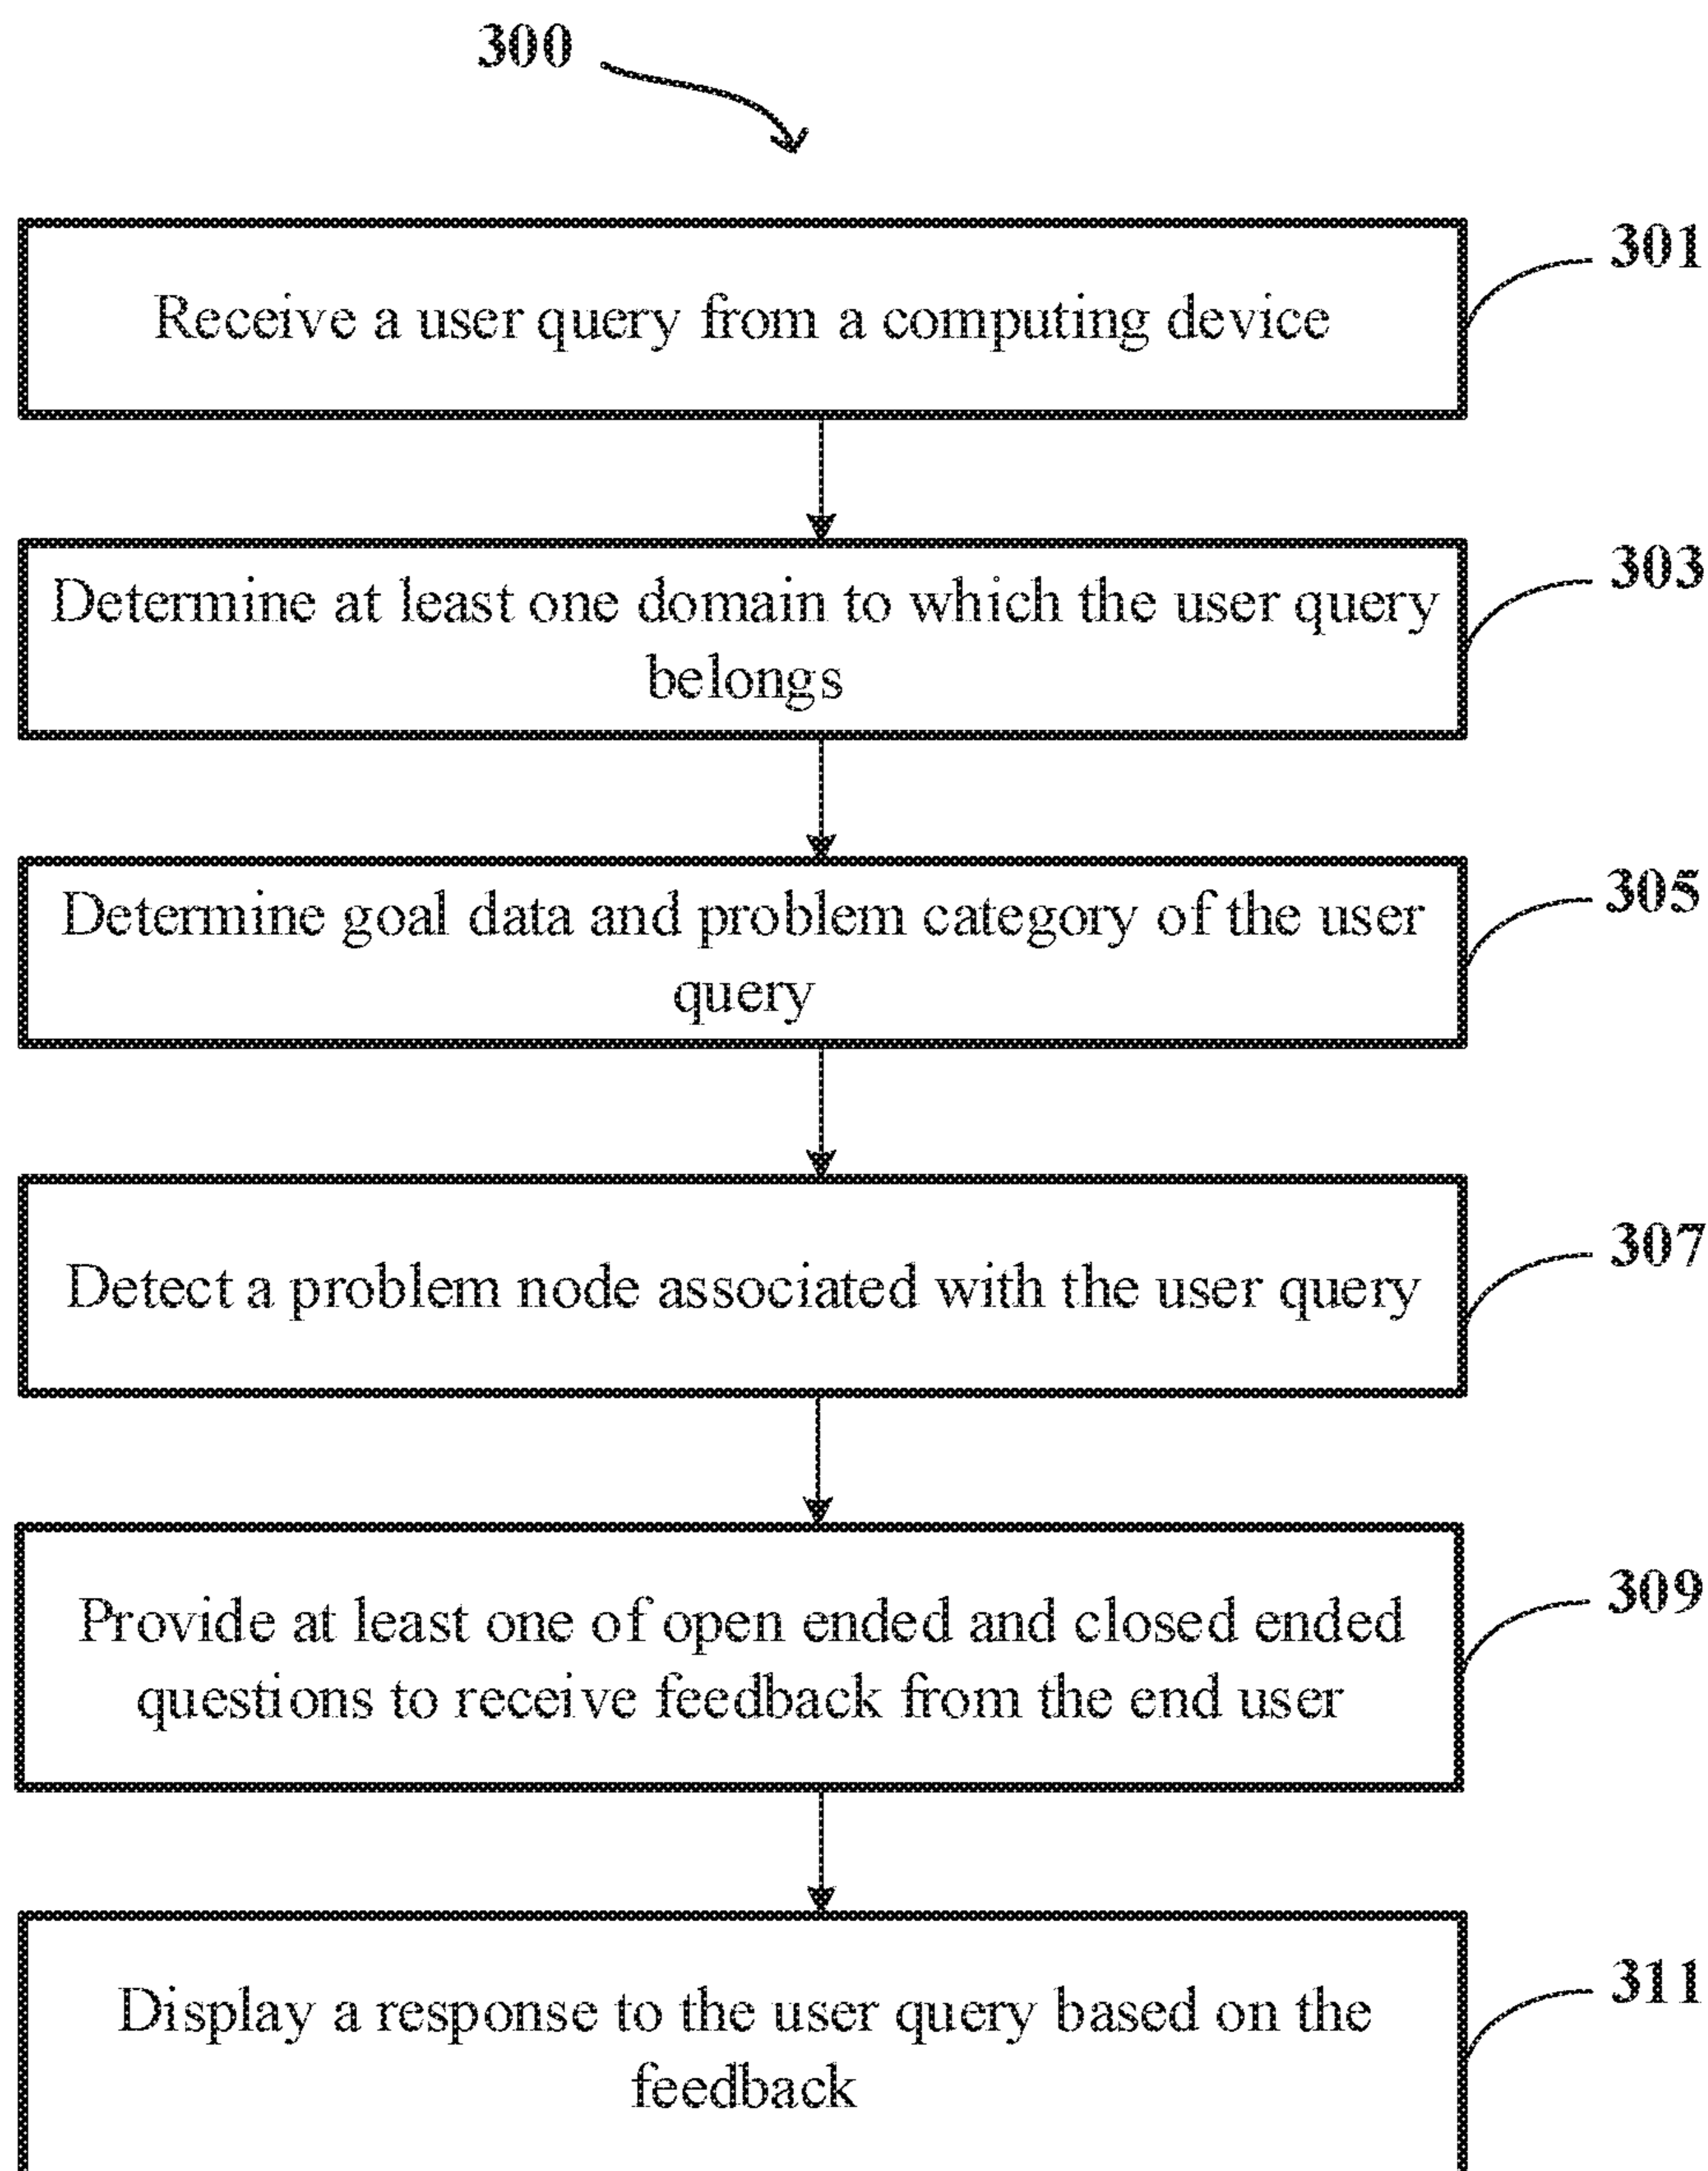 300
301
Receive a user query from a computing device
303
Determine at least one domain to which the user query
belongs
305
Determine goal data and problem category of the user
query
307
Detect a problem node associated with the user query
309
Provide at least one of open ended and closed ended
questions to receive feedback from the end user
311
Display a response to the user query based on the
feedback